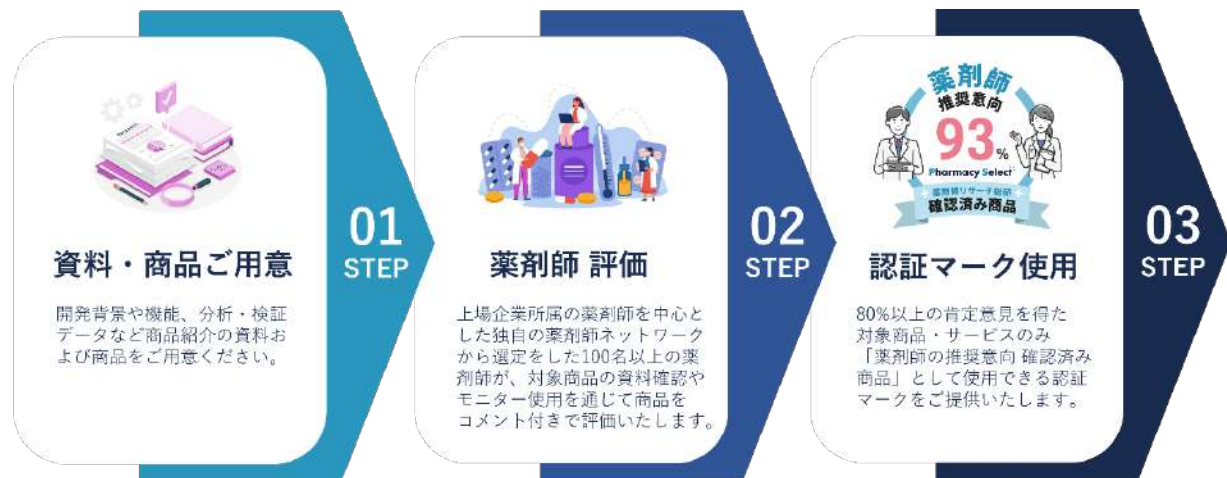 資料・商品ご用意
開発背景や機能、分析・検証
データなど商品紹介の資料お
よび商品をご用意ください。
01
STEP
薬剤師 評価
上場企業所属の薬剤師を中心と
した独自の薬剤師ネットワーク
から選定をした100名以上の薬
剤師が、対象商品の資料確認や
モニター使用を通じて商品を
コメント付きで評価いたします。
02
STEP
薬剤師
推奨意向
93%
Pharmacy Select
薬剤師リサーチ総研
確認済み商品
認証マーク使用
80%以上の肯定意見を得た
対象商品・サービスのみ
「薬剤師の推奨意向 確認済み
商品」として使用できる認証
マークをご提供いたします。
03
STEP